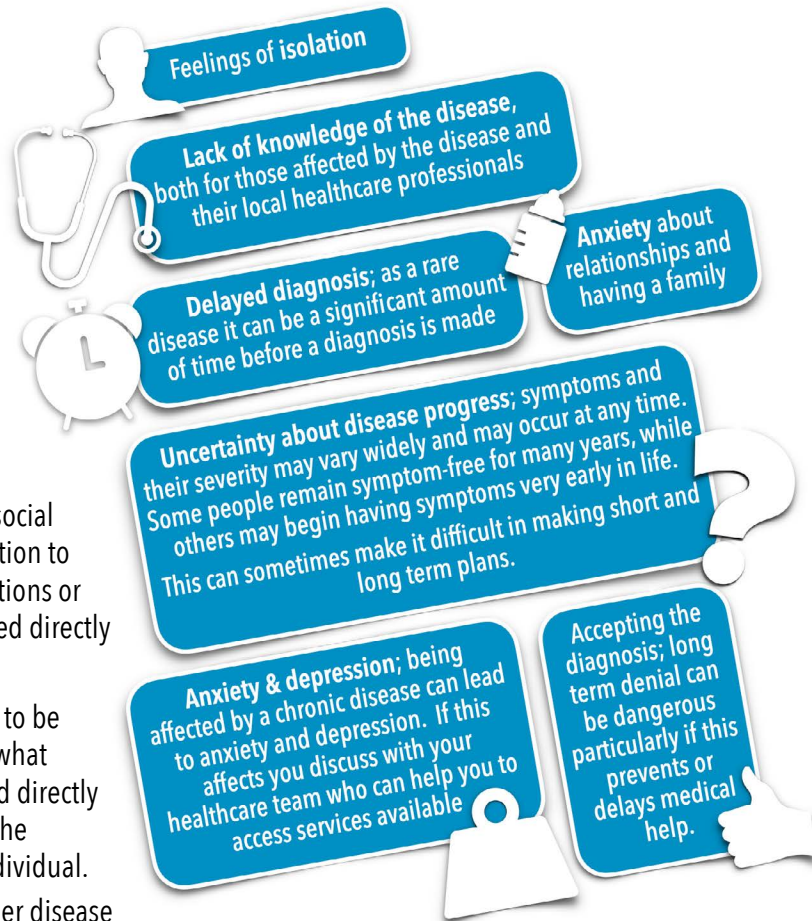 Feelings of isolation
Lack of knowledge of the disease,
both for those affected by the disease and
their local healthcare professionals
Anxiety about
relationships and
having a family
Delayed diagnosis; as a rare
disease it can be a significant amount
of time before a diagnosis is made
Uncertainty about disease progress; symptoms and
their severity may vary widely and may occur at any time.
Some people remain symptom-free for many years, while
others may begin having symptoms very early in life.
This can sometimes make it difficult in making short and
long term plans.
Anxiety & depression; being
affected by a chronic disease can lead
to anxiety and depression. If this
affects you discuss with your
healthcare team who can help you to
access services available
Accepting the
diagnosis; long
term denial can
be dangerous
particularly if this
prevents or
delays medical
help.
social
tion to
tions or
ed directly
to be
what
d directly
he
dividual.
er disease